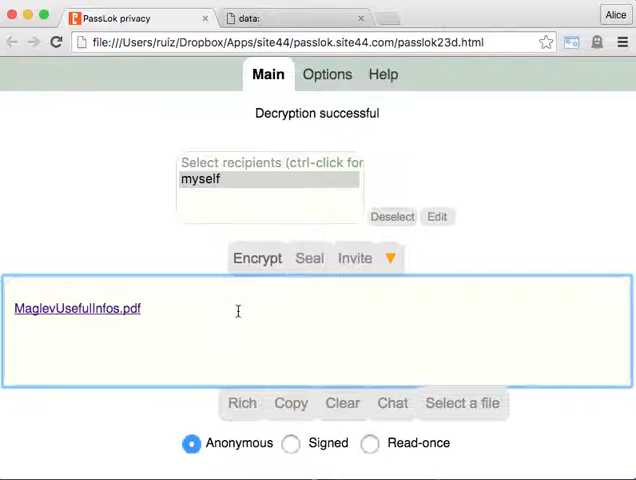 PassLok privacy
data:
Alice
file:///Users/ruiz/Dropbox/Apps/site44/passlok.site44.com/passlok23d.html
Main Options Help
Decryption successful
Select recipients (ctrl-click for
myself
Deselect Edit
Encrypt Seal Invite
MaglevUsefulInfos.pdf
Rich Copy Clear Chat Select a file
Anonymous Signed Read-once